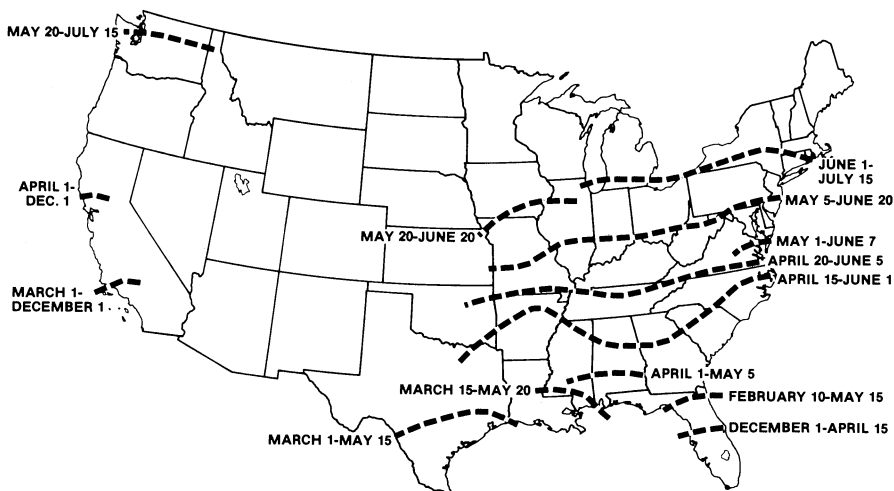 MAY 20-JULY 15
JUNE 1-
JULY 15
APRIL 1-
DEC. 1
MAY 5-JUNE 20
MAY 20-JUNE 20
MAY 1-JUNE 7
APRIL 20-JUNE 5
APRIL 15-JUNE 1
MARCH 1-
DECEMBER 1
APRIL 1-MAY 5
MARCH 15-MAY 20
FEBRUARY 10-MAY 15
DECEMBER 1-APRIL 15
MARCH 1-MAY 15